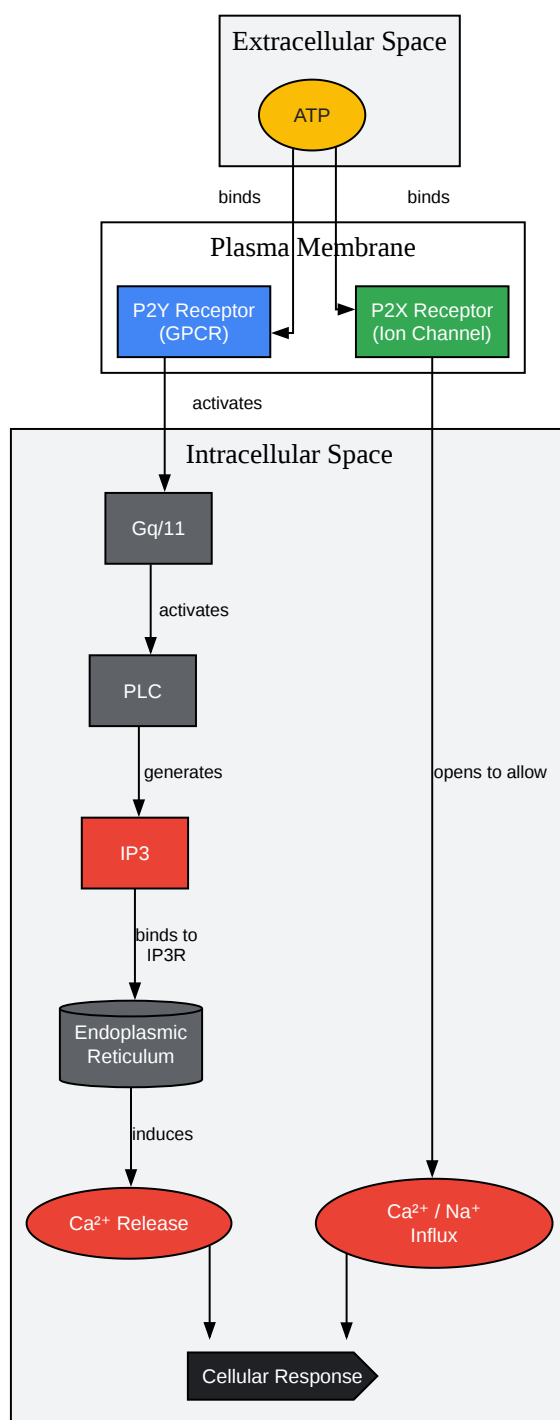 Extracellular Space
ATP
binds
binds
Plasma Membrane
P2Y Receptor
(GPCR)
P2X Receptor
(Ion Channel)
activates
Intracellular Space
Gq/11
activates
PLC
generates
opens to allow
IP3
binds to
IP3R
Endoplasmic
Reticulum
induces
Ca²⁺ Release
Ca²⁺ / Na⁺
Influx
Cellular Response